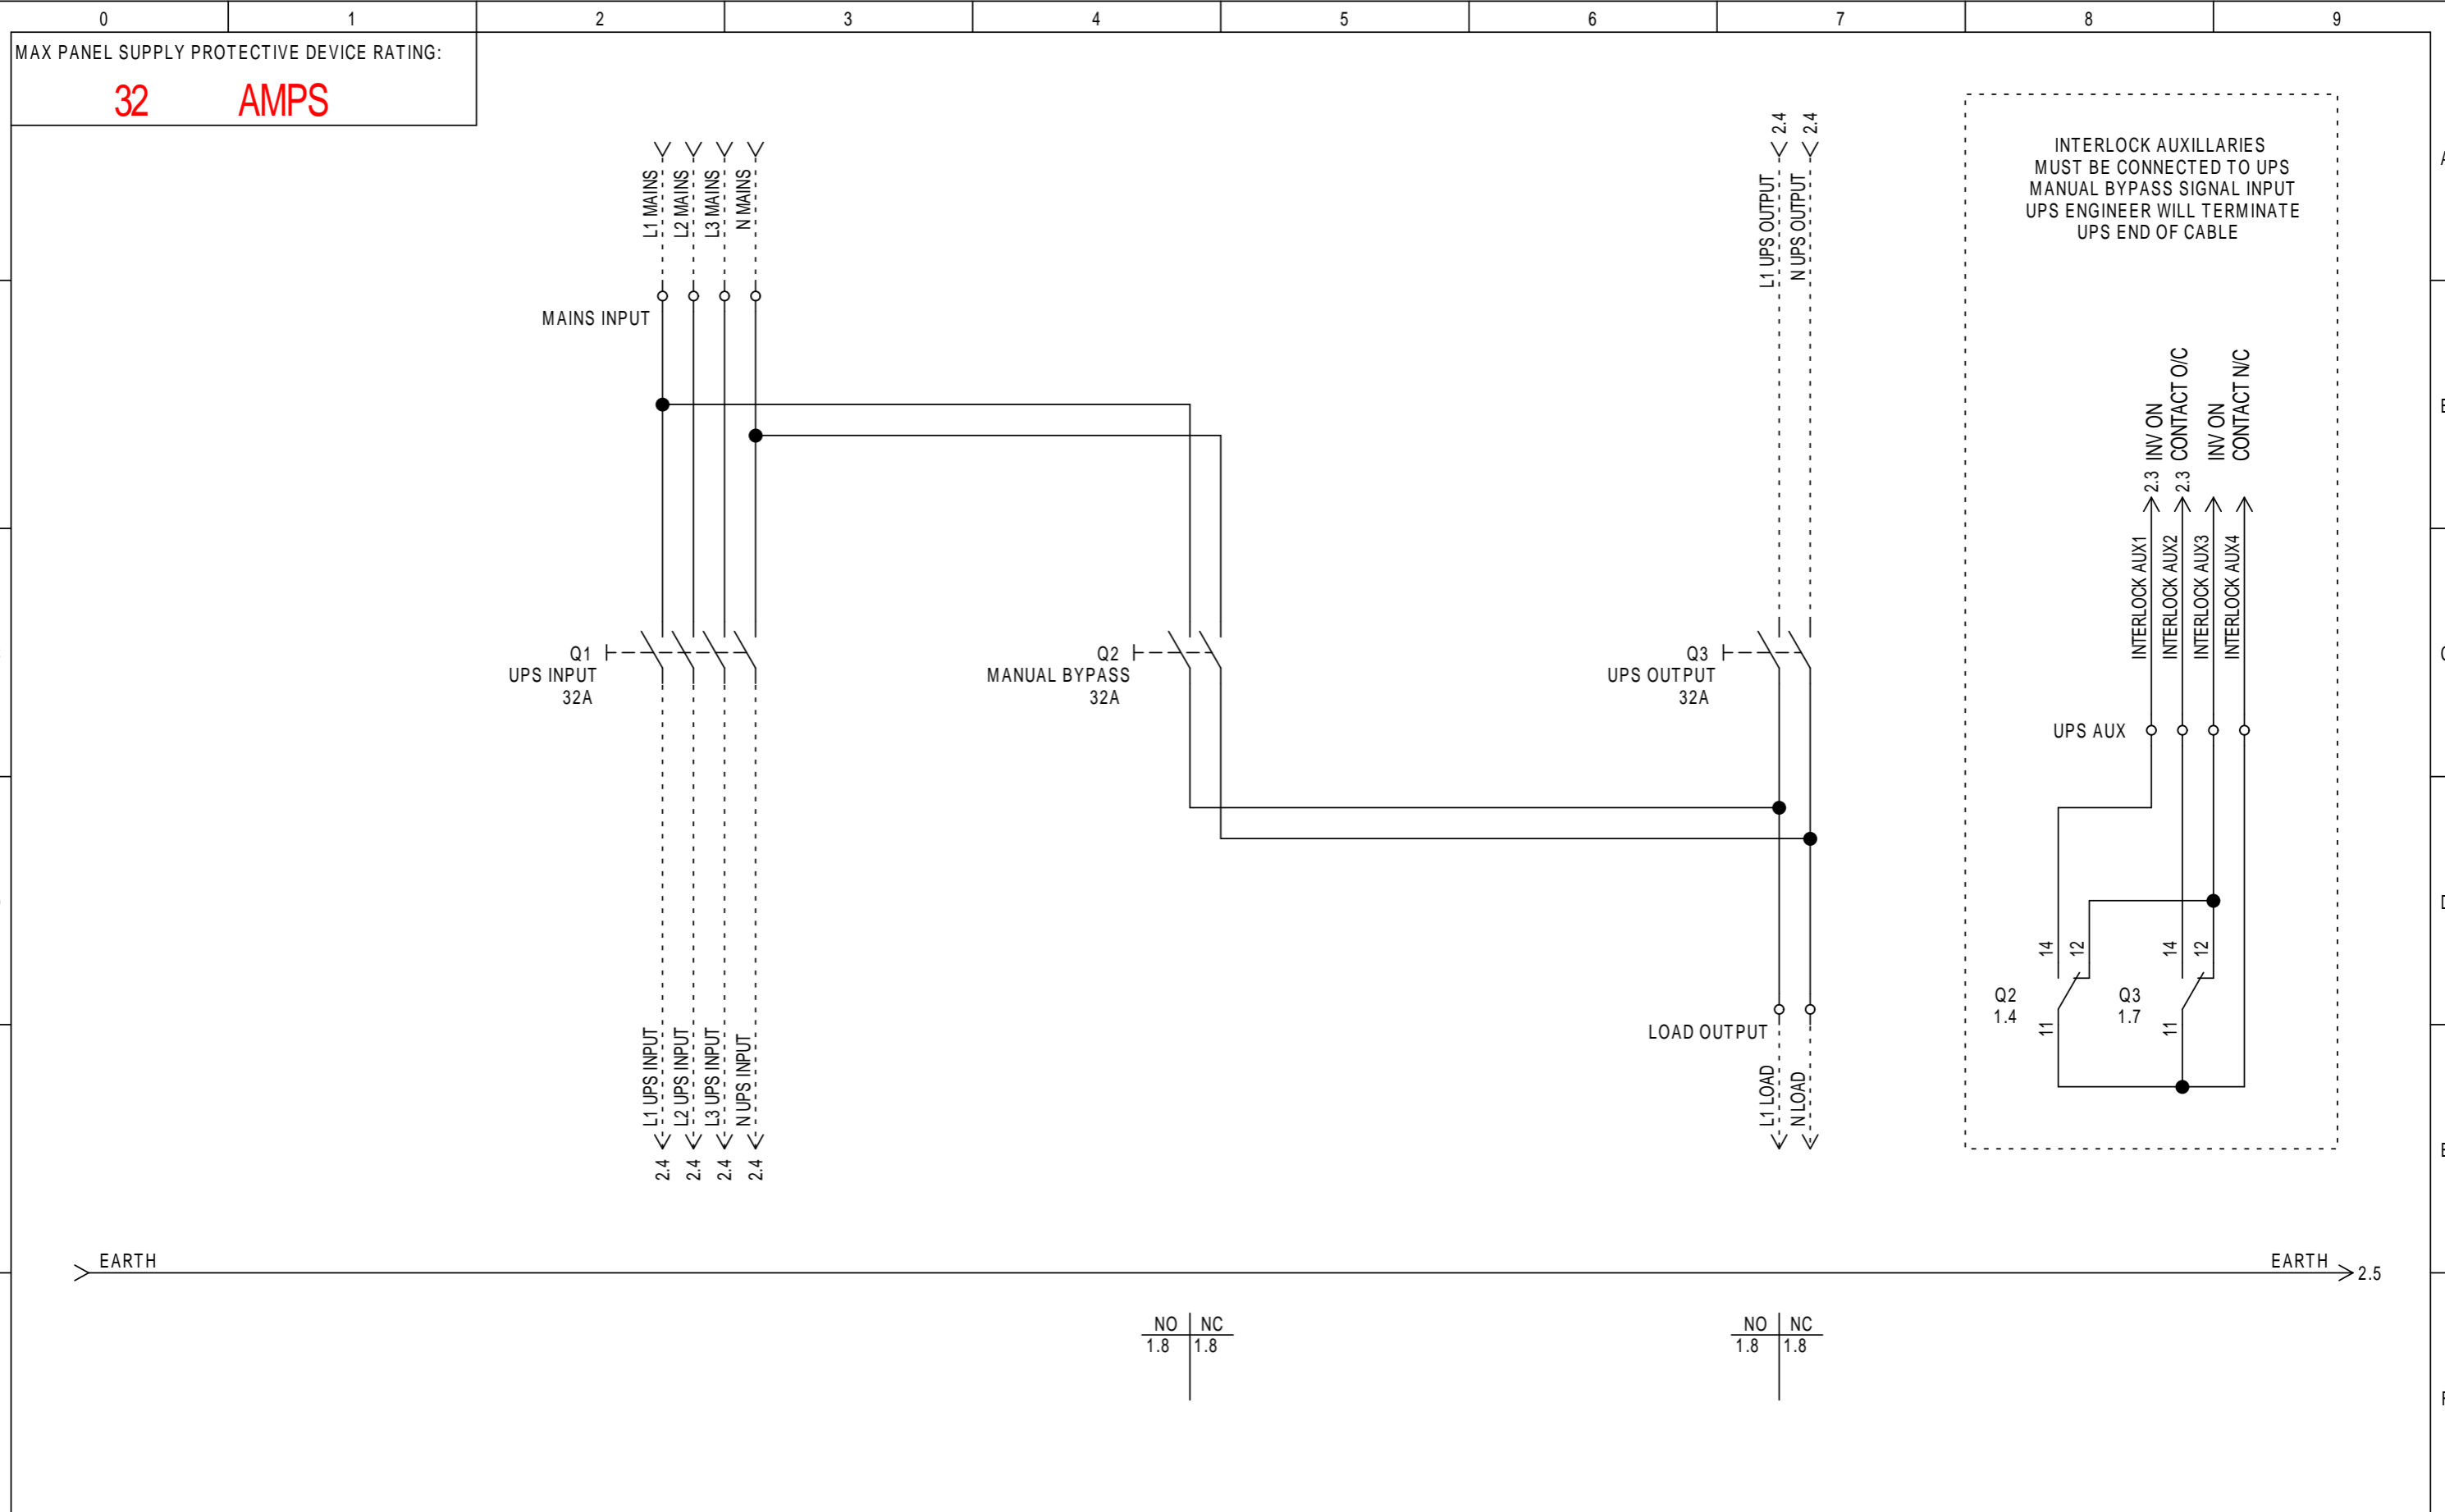 0 1 2 3 4 5 6 7 8 9
MAX PANEL SUPPLY PROTECTIVE DEVICE RATING:
32 AMPS
L1 MAINS
L2 MAINS
L3 MAINS
N MAINS
MAINS INPUT
2.4
2.4
L1 UPS OUTPUT
N UPS OUTPUT
INTERLOCK AUXILLARIES
MUST BE CONNECTED TO UPS
MANUAL BYPASS SIGNAL INPUT
UPS ENGINEER WILL TERMINATE
UPS END OF CABLE
2.3 INV ON
2.3 CONTACT O/C
INV ON
CONTACT N/C
INTERLOCK AUX1
INTERLOCK AUX2
INTERLOCK AUX3
INTERLOCK AUX4
Q1
UPS INPUT
32A
Q2
MANUAL BYPASS
32A
Q3
UPS OUTPUT
32A
UPS AUX
14
12
14
12
Q2
1.4
11
Q3
1.7
11
L1 UPS INPUT
L2 UPS INPUT
L3 UPS INPUT
N UPS INPUT
2.4
2.4
2.4
2.4
LOAD OUTPUT
L1 LOAD
N LOAD
EARTH
EARTH
2.5
NO NC
1.8 1.8
NO NC
1.8 1.8